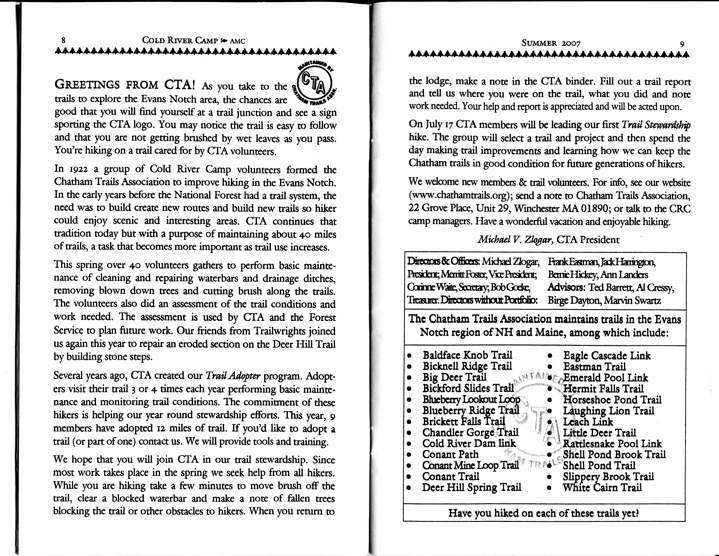 8 COLD RIVER CAMP AMC
MAINTAINED BY
CTA
CHATHAM TRAILS ASSN.
GREETINGS FROM CTA! As you take to the
trails to explore the Evans Notch area, the chances are
good that you will find yourself at a trail junction and see a sign
sporting the CTA logo. You may notice the trail is easy to follow
and that you are not getting brushed by wet leaves as you pass.
You're hiking on a trail cared for by CTA volunteers.
In 1922 a group of Cold River Camp volunteers formed the
Chatham Trails Association to improve hiking in the Evans Notch.
In the early years before the National Forest had a trail system, the
need was to build create new routes and build new trails so hiker
could enjoy scenic and interesting areas. CTA continues that
tradition today but with a purpose of maintaining about 40 miles
of trails, a task that becomes more important as trail use increases.
This spring over 40 volunteers gathers to perform basic mainte-
nance of cleaning and repairing waterbars and drainage ditches,
removing blown down trees and cutting brush along the trails.
The volunteers also did an assessment of the trail conditions and
work needed. The assessment is used by CTA and the Forest
Service to plan future work. Our friends from Trailwrights joined
us again this year to repair an eroded section on the Deer Hill Trail
by building stone steps.
Several years ago, CTA created our Trail Adopter program. Adopt-
ers visit their trail 3 or 4 times each year performing basic mainte-
nance and monitoring trail conditions. The commitment of these
hikers is helping our year round stewardship efforts. This year, 9
members have adopted 12 miles of trail. If you'd like to adopt a
trail (or part of one) contact us. We will provide tools and training.
We hope that you will join CTA in our trail stewardship. Since
most work takes place in the spring we seek help from all hikers.
While you are hiking take a few minutes to move brush off the
trail, clear a blocked waterbar and make a note of fallen trees
blocking the trail or other obstacles to hikers. When you return to
SUMMER 2007 9
the lodge, make a note in the CTA binder. Fill out a trail report
and tell us where you were on the trail, what you did and note
work needed. Your help and report is appreciated and will be acted upon.
On July 17 CTA members will be leading our first Trail Stewardship
hike. The group will select a trail and project and then spend the
day making trail improvements and learning how we can keep the
Chatham trails in good condition for future generations of hikers.
We welcome new members & trail volunteers. For info, see our website
(www.chathamtrails.org); send a note to Chatham Trails Association,
22 Grove Place, Unit 29, Winchester MA 01890; or talk to the CRC
camp managers. Have a wonderful vacation and enjoyable hiking.
Michael V. Zlogar, CTA President
Directors & Officers: Michael Zlogar,
President; Merritt Foster, Vice President;
Corinne Waite, Secretary; Bob Goeke,
Treasurer. Directors without Portfolio:
Frank Eastman, Jack Harrington,
Bernie Hickey, Ann Landers
Advisors: Ted Barrett, Al Cressy,
Birge Dayton, Marvin Swartz
The Chatham Trails Association maintains trails in the Evans
Notch region of NH and Maine, among which include:
• Baldface Knob Trail
• Bicknell Ridge Trail
• Big Deer Trail
• Bickford Slides Trail
• Blueberry Lookout Loop
• Blueberry Ridge Trail
• Brickett Falls Trail
• Chandler Gorge Trail
• Cold River Dam link
• Conant Path
• Conant Mine Loop Trail
• Conant Trail
• Deer Hill Spring Trail
• Eagle Cascade Link
• Eastman Trail
• Emerald Pool Link
• Hermit Falls Trail
• Horseshoe Pond Trail
• Laughing Lion Trail
• Leach Link
• Little Deer Trail
• Rattlesnake Pool Link
• Shell Pond Brook Trail
• Shell Pond Trail
• Slippery Brook Trail
• White Cairn Trail
Have you hiked on each of these trails yet?